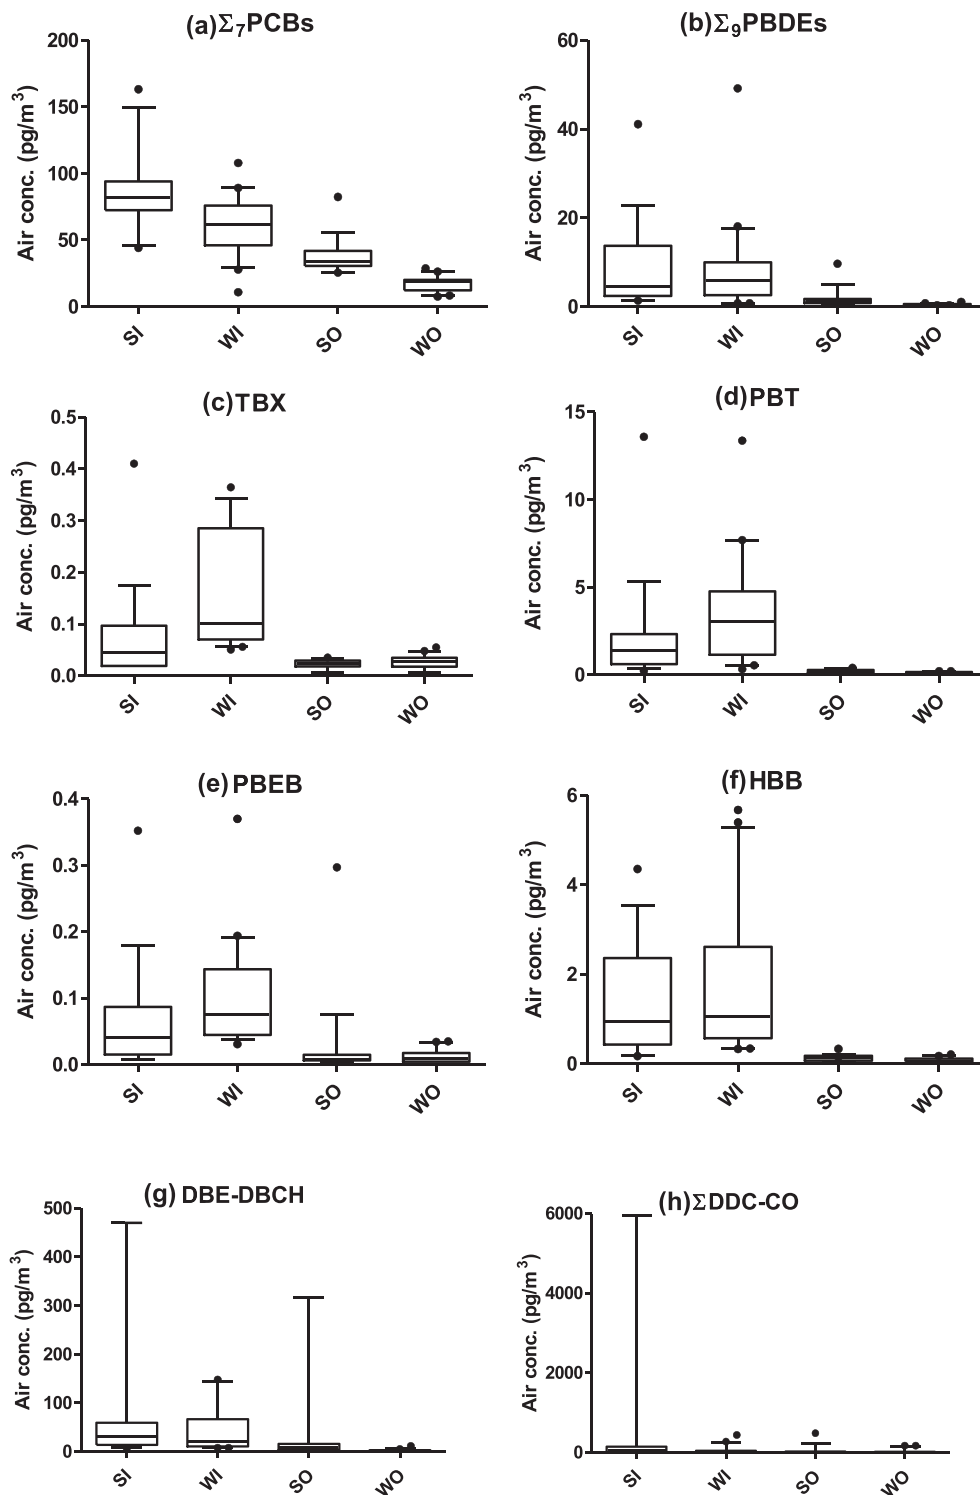 (a)Σ₇PCBs
200
150
100
50
0
Air conc. (pg/m³)
SI
WI
SO
WO
(b) Σ₉PBDEs
60
40
20
0
Air conc. (pg/m³)
SI
WI
SO
WO
(c)TBX
0.5
0.4
0.3
0.2
0.1
0.0
Air conc. (pg/m³)
SI
WI
SO
WO
(d)PBT
15
10
5
0
Air conc. (pg/m³)
SI
WI
SO
WO
(e) PBEB
0.4
0.3
0.2
0.1
0.0
Air conc. (pg/m³)
SI
WI
SO
WO
(f) HBB
6
4
2
0
Air conc. (pg/m³)
SI
WI
SO
WO
(g) DBE-DBCH
500
400
300
200
100
0
Air conc. (pg/m³)
SI
WI
SO
WO
(h)ΣDDC-CO
6000
4000
2000
0
Air conc. (pg/m³)
SI
WI
SO
WO